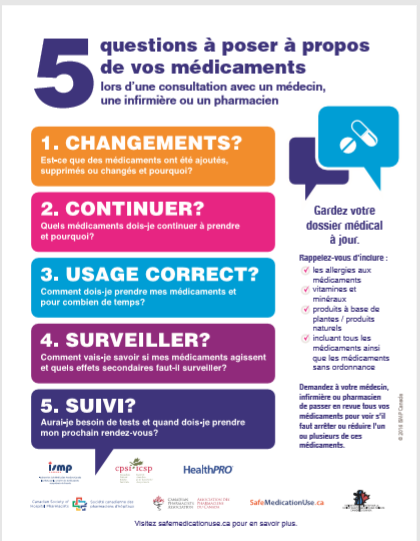 5 questions à poser à propos
de vos médicaments
lors d'une consultation avec un médecin,
une infirmière ou un pharmacien
1. CHANGEMENTS?
Est-ce que des médicaments ont été ajoutés,
supprimés ou changés et pourquoi?
2. CONTINUER?
Quels médicaments dois-je continuer à prendre
et pourquoi?
3. USAGE CORRECT?
Comment dois-je prendre mes médicaments et
pour combien de temps?
4. SURVEILLER?
Comment vais-je savoir si mes médicaments agissent
et quels effets secondaires faut-il surveiller?
5. SUIVI?
Aurai-je besoin de tests et quand dois-je prendre
mon prochain rendez-vous?
Gardez votre
dossier médical
à jour.
Rappelez-vous d'inclure :
les allergies aux
médicaments
vitamines et
minéraux
produits à base de
plantes / produits
naturels
incluant tous les
médicaments ainsi
que les médicaments
sans ordonnance
Demandez à votre médecin,
infirmière ou pharmacien
de passer en revue tous vos
médicaments pour voir s'il
faut arrêter ou réduire l'un
ou plusieurs de ces
médicaments.
ismp
cpsi icsp
HealthPRO
Canadian Society of
Hospital Pharmacists
Société canadienne des
pharmaciens d'hôpitaux
CANADIAN
PHARMACISTS
ASSOCIATION
ASSOCIATION DES
PHARMACIENS
DU CANADA
SafeMedicationUse.ca
Visitez safemedicationuse.ca pour en savoir plus.